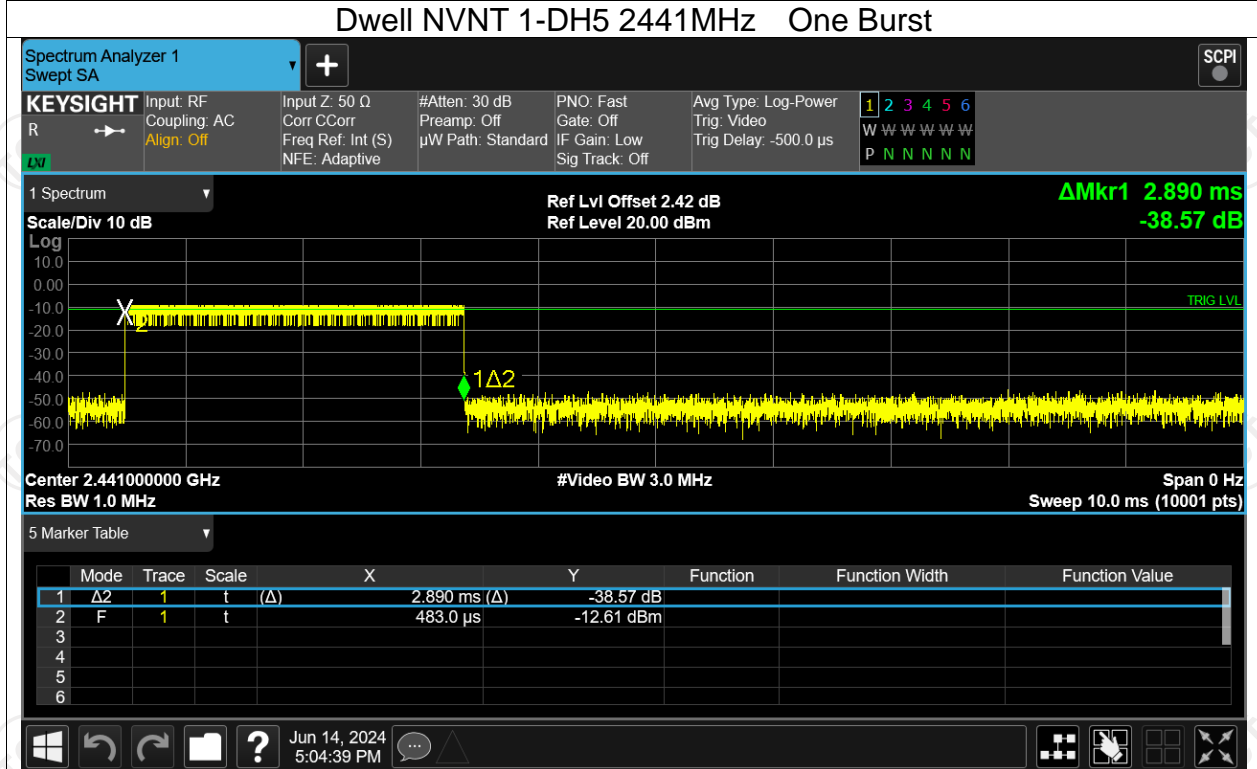 Dwell NVNT 1-DH5 2441MHz One Burst
Spectrum Analyzer 1
Swept SA
+
SCPI
KEYSIGHT Input: RF Input Z: 50 Ω #Atten: 30 dB PNO: Fast Avg Type: Log-Power 1 2 3 4 5 6
R Coupling: AC Corr CCorr Preamp: Off Gate: Off Trig: Video W W W W W W
Align: Off Freq Ref: Int (S) µW Path: Standard IF Gain: Low Trig Delay: -500.0 µs
LXI NFE: Adaptive Sig Track: Off P N N N N N
1 Spectrum Ref Lvl Offset 2.42 dB ΔMkr1 2.890 ms
Scale/Div 10 dB Ref Level 20.00 dBm -38.57 dB
Log
10.0
0.00
-10.0 TRIG LVL
X2
-20.0
-30.0
-40.0 1Δ2
-50.0
-60.0
-70.0
Center 2.441000000 GHz #Video BW 3.0 MHz Span 0 Hz
Res BW 1.0 MHz Sweep 10.0 ms (10001 pts)
5 Marker Table
Mode Trace Scale X Y Function Function Width Function Value
1 Δ2 1 t (Δ) 2.890 ms (Δ) -38.57 dB
2 F 1 t 483.0 µs -12.61 dBm
3
4
5
6
? Jun 14, 2024
5:04:39 PM